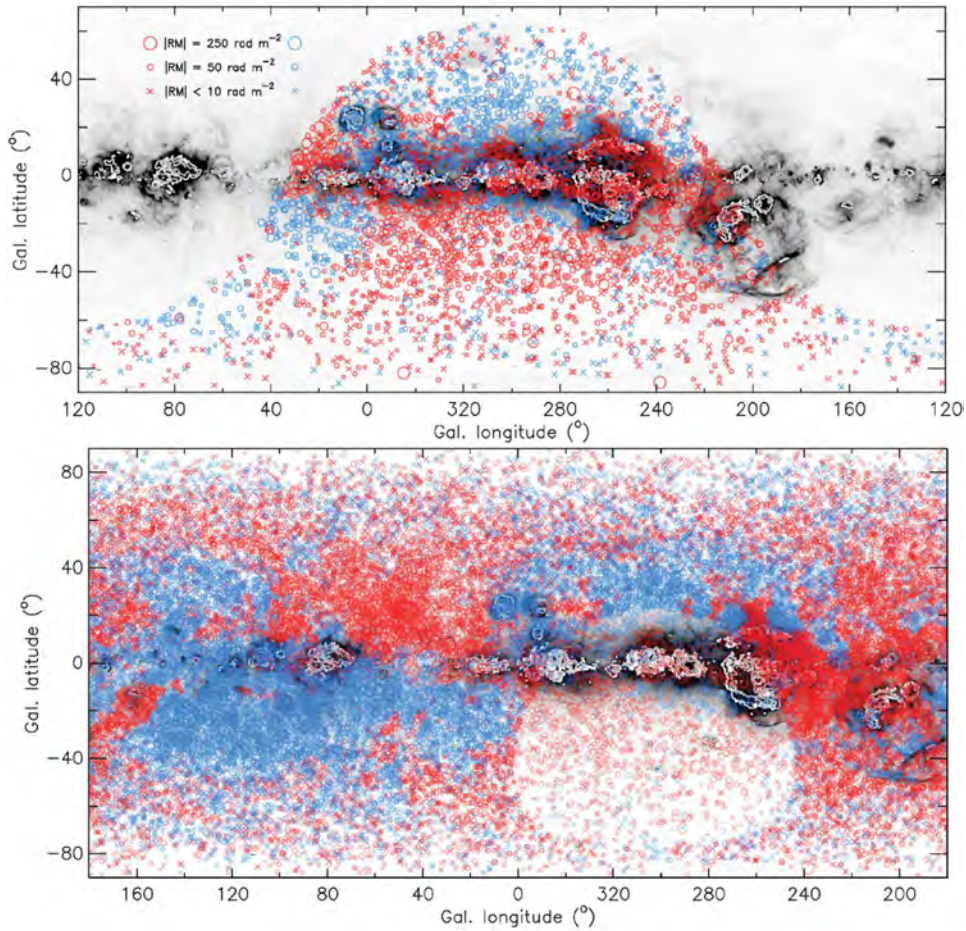 |RM| = 250 rad m⁻²
|RM| = 50 rad m⁻²
|RM| < 10 rad m⁻²
40
0
−40
−80
Gal. latitude (°)
120 80 40 0 320 280 240 200 160 120
Gal. longitude (°)
80
40
0
−40
−80
Gal. latitude (°)
160 120 80 40 0 320 280 240 200
Gal. longitude (°)